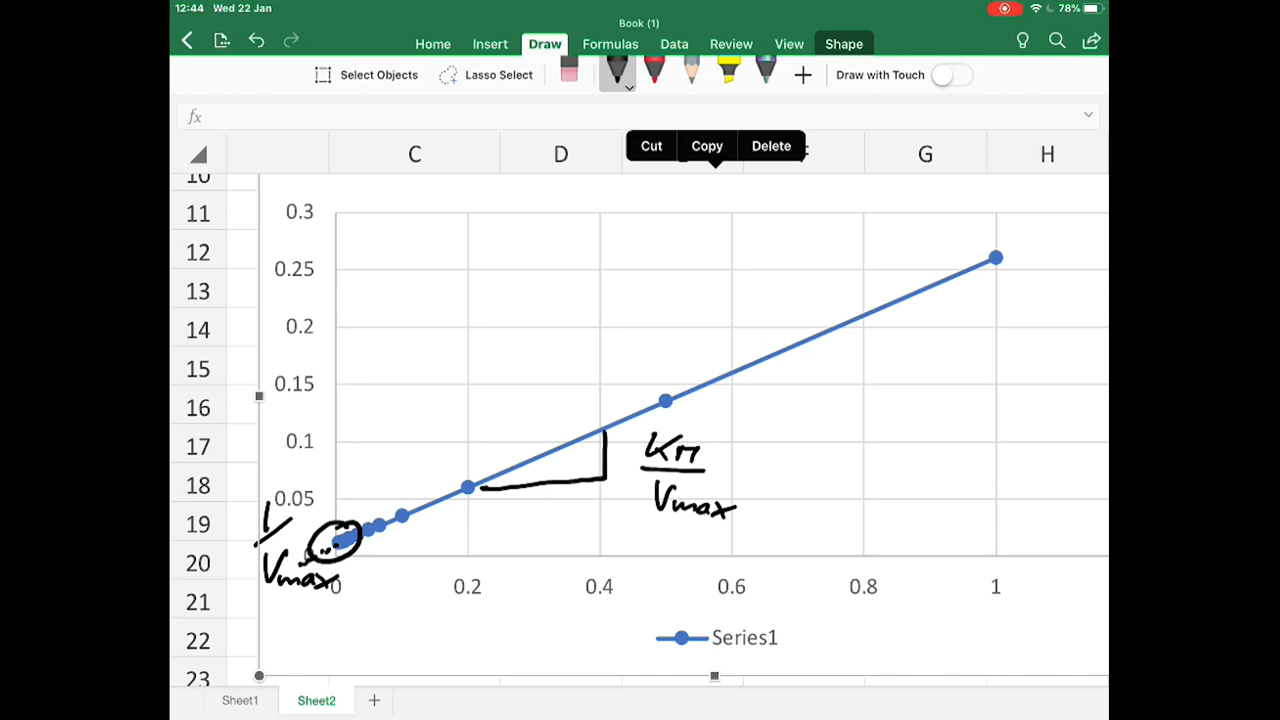 12:44 Wed 22 Jan
78%
Book (1)
Home Insert Draw Formulas Data Review View Shape
Select Objects Lasso Select Draw with Touch
fx
Cut Copy Delete
C D F G H
10
11
12
13
14
15
16
17
18
19
20
21
22
23
0.3
0.25
0.2
0.15
0.1
0.05
KM
Vmax
1/
Vmax
0 0.2 0.4 0.6 0.8 1
Series1
Sheet1 Sheet2